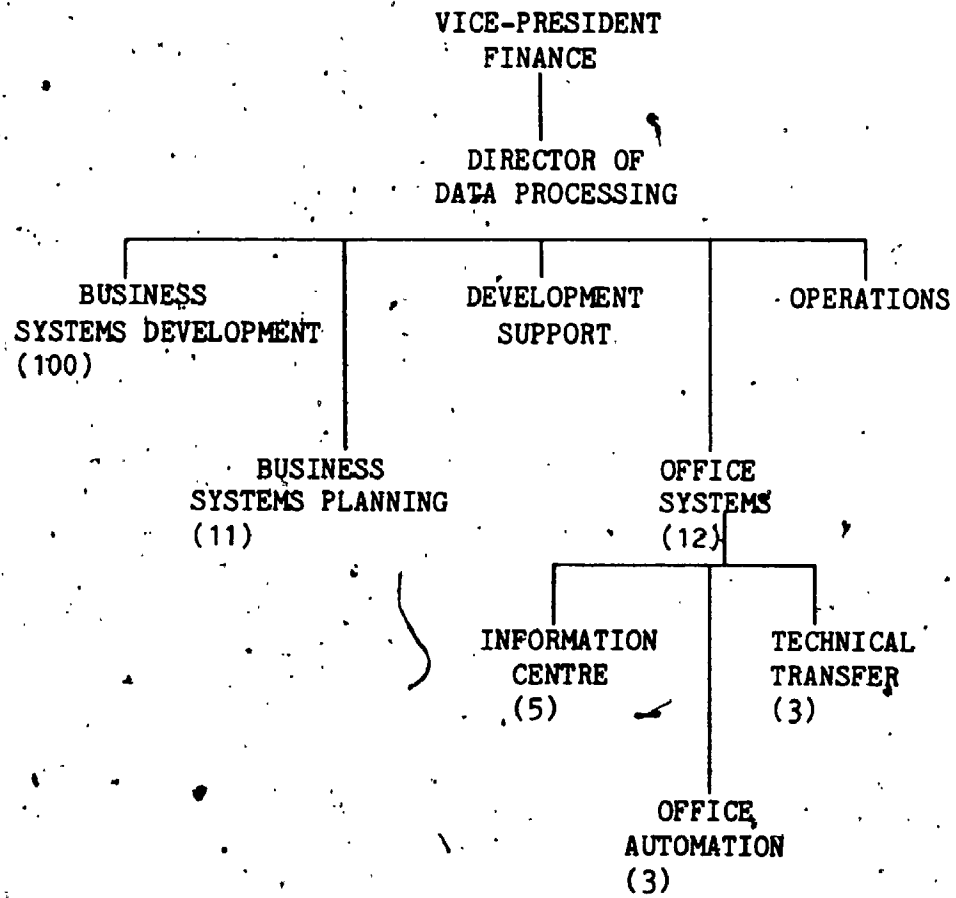 VICE-PRESIDENT
FINANCE
DIRECTOR OF
DATA PROCESSING
BUSINESS
SYSTEMS DEVELOPMENT
(100)
DEVELOPMENT
SUPPORT
OPERATIONS
BUSINESS
SYSTEMS PLANNING
(11)
OFFICE
SYSTEMS
(12)
INFORMATION
CENTRE
(5)
TECHNICAL
TRANSFER
(3)
OFFICE
AUTOMATION
(3)